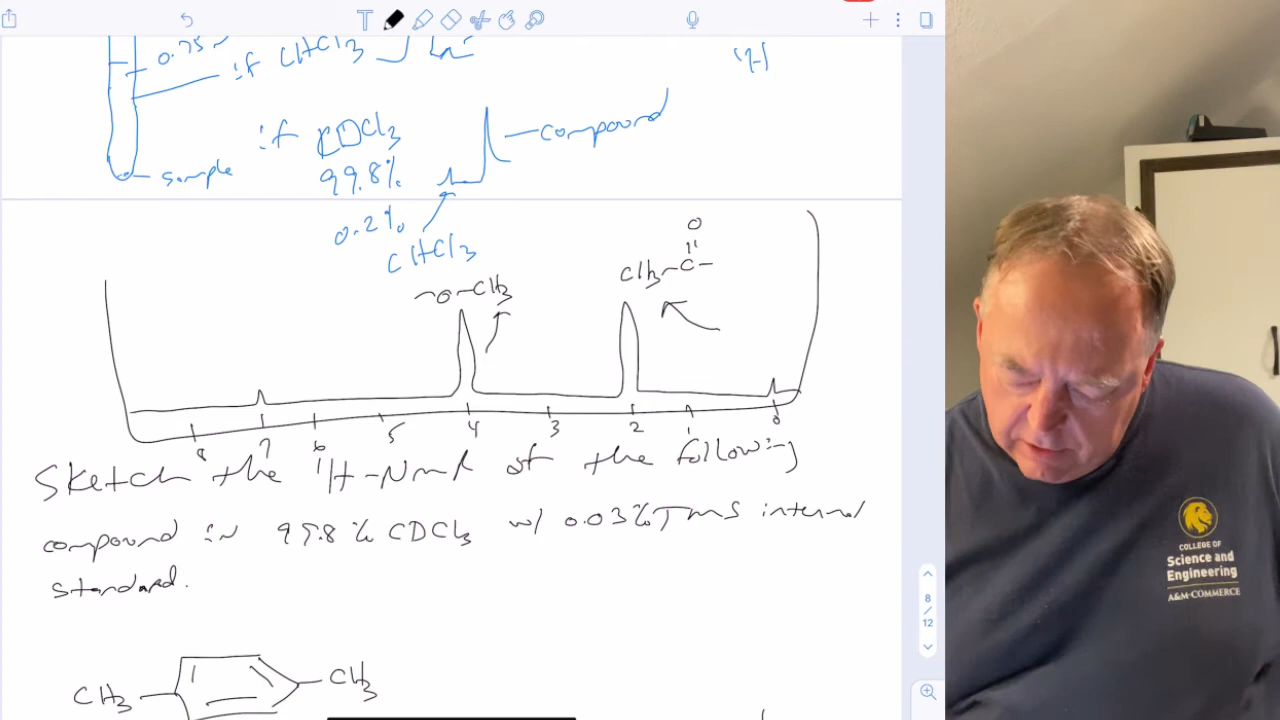 0.75
if CHCl3
if CDCl3
compound
sample
99.8%
0.2%
CHCl3
O
CH3-C-
-O-CH3
8 7 6 5 4 3 2 1 0
Sketch the 1H-NMR of the following
compound in 99.8% CDCl3 w/ 0.03% TMS internal
standard.
CH3
CH3
8
/
12
COLLEGE OF
Science and
Engineering
A&M-COMMERCE